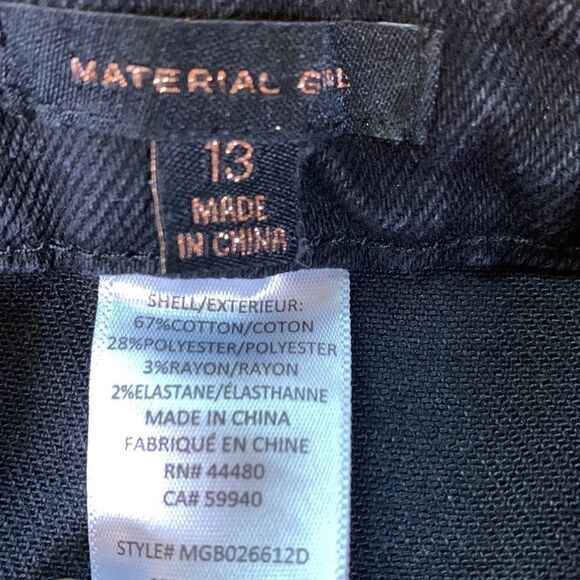 MATERIAL GIRL
13
MADE
IN CHINA
SHELL/EXTERIEUR:
67%COTTON/COTON
28%POLYESTER/POLYESTER
3%RAYON/RAYON
2%ELASTANE/ÉLASTHANNE
MADE IN CHINA
FABRIQUÉ EN CHINE
RN# 44480
CA# 59940
STYLE# MGB026612D